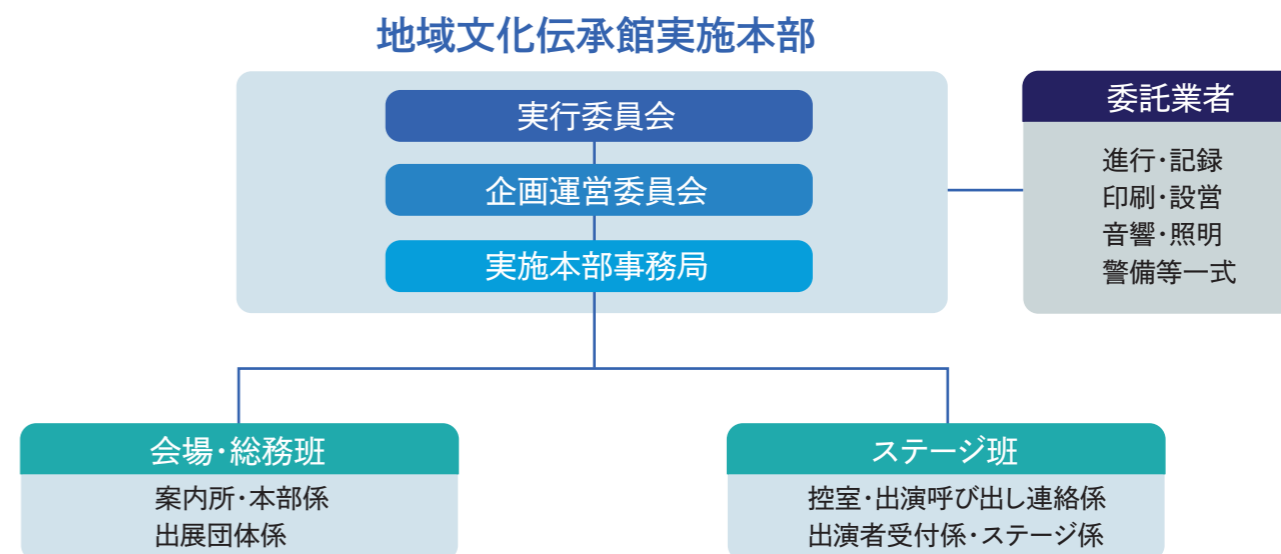 地域文化伝承館実施本部
実行委員会
企画運営委員会
実施本部事務局
委託業者
進行・記録
印刷・設営
音響・照明
警備等一式
会場・総務班
案内所・本部係
出展団体係
ステージ班
控室・出演呼び出し連絡係
出演者受付係・ステージ係